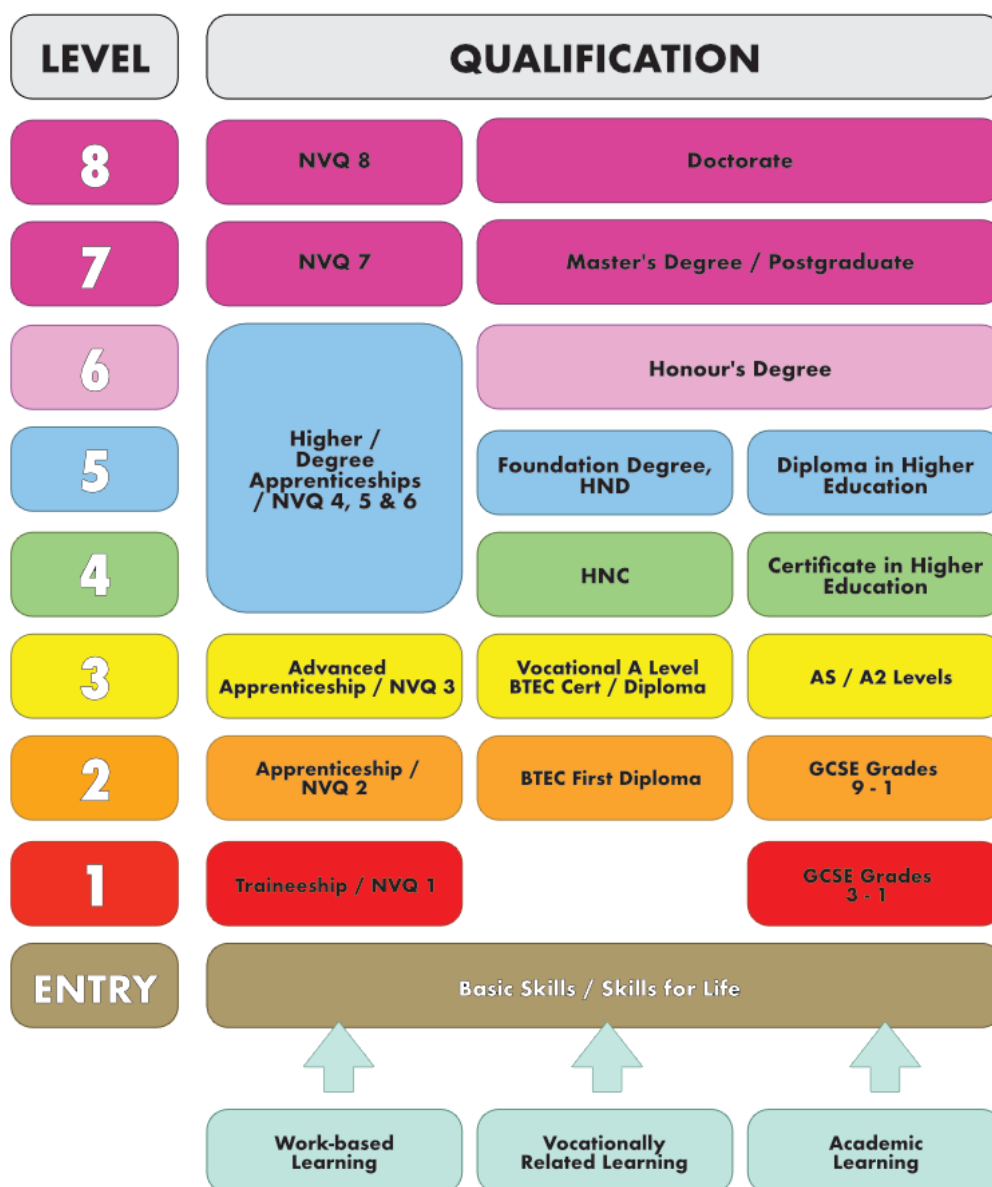 LEVEL
QUALIFICATION
8
NVQ 8
Doctorate
7
NVQ 7
Master's Degree / Postgraduate
6
Honour's Degree
Higher /
Degree
Apprenticeships
/ NVQ 4, 5 & 6
5
Foundation Degree,
HND
Diploma in Higher
Education
4
HNC
Certificate in Higher
Education
3
Advanced
Apprenticeship / NVQ 3
Vocational A Level
BTEC Cert / Diploma
AS / A2 Levels
2
Apprenticeship /
NVQ 2
BTEC First Diploma
GCSE Grades
9 - 1
1
Traineeship / NVQ 1
GCSE Grades
3 - 1
ENTRY
Basic Skills / Skills for Life
Work-based
Learning
Vocationally
Related Learning
Academic
Learning